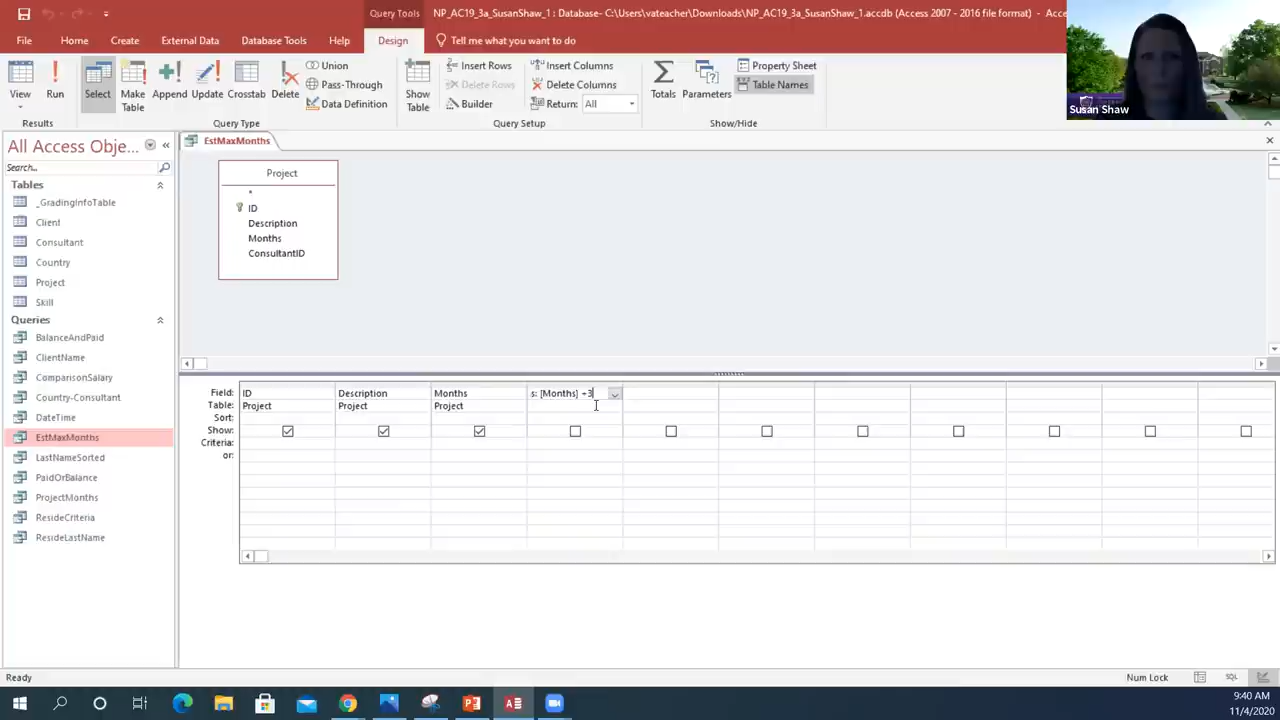 Query Tools
NP_AC19_3a_SusanShaw_1 : Database- C:\Users\vateacher\Downloads\NP_AC19_3a_SusanShaw_1.accdb (Access 2007 - 2016 file format) - Acce
File Home Create External Data Database Tools Help Design Tell me what you want to do
View Run Select Make Table Append Update Crosstab Delete
Union
Pass-Through
Data Definition
Show Table
Insert Rows
Delete Rows
Builder
Insert Columns
Delete Columns
Return: All
Totals Parameters
Property Sheet
Table Names
Results Query Type Query Setup Show/Hide
Susan Shaw
All Access Obje...
Search...
Tables
_GradingInfoTable
Client
Consultant
Country
Project
Skill
Queries
BalanceAndPaid
ClientName
ComparisonSalary
Country-Consultant
DateTime
EstMaxMonths
LastNameSorted
PaidOrBalance
ProjectMonths
ResideCriteria
ResideLastName
EstMaxMonths
Project
*
ID
Description
Months
ConsultantID
Field: ID Description Months s: [Months] +3
Table: Project Project Project
Sort:
Show:
Criteria:
or:
Ready
Num Lock
SQL
9:40 AM
11/4/2020